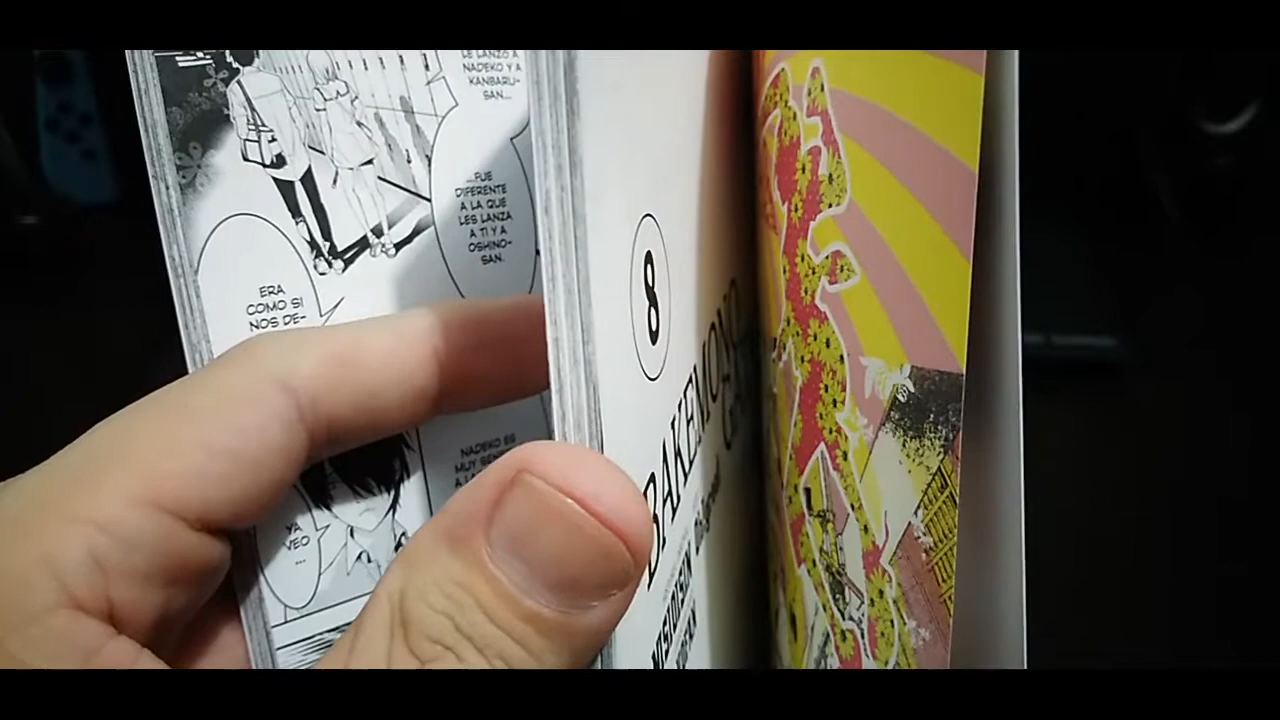 LE LANZÓ A
NADEKO Y A
KANBARU-
SAN...
...FUE
DIFERENTE
A LA QUE
LES LANZA
A TI Y A
OSHINO-
SAN.
ERA
COMO SI
NOS DE-
NADEKO ES
MUY
A LA
YA
VEO
...
8
BAKEMONO
NISIOISIN